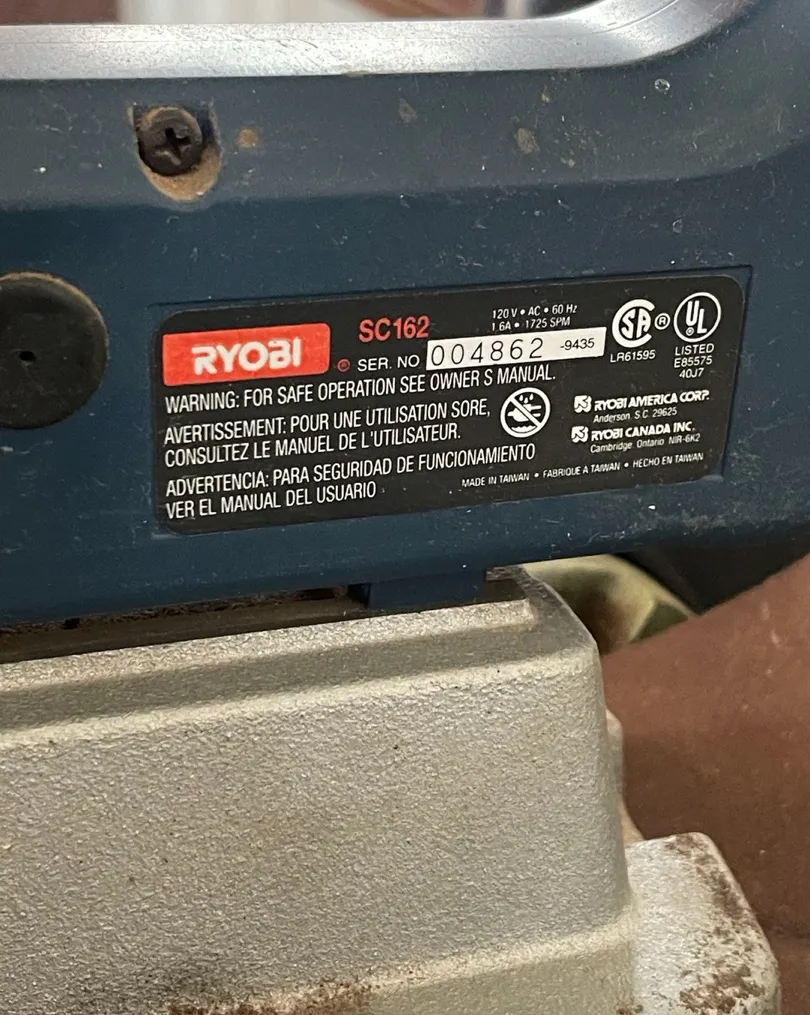 RYOBI
SC162
120 V • AC • 60 Hz
1.6A • 1725 SPM
® SER. NO 004862 -9435
SA ®
LR61595
UL
LISTED
E85575
40J7
WARNING: FOR SAFE OPERATION SEE OWNER S MANUAL.
AVERTISSEMENT: POUR UNE UTILISATION SORE,
CONSULTEZ LE MANUEL DE L'UTILISATEUR.
ADVERTENCIA: PARA SEGURIDAD DE FUNCIONAMIENTO
VER EL MANUAL DEL USUARIO
RYOBI AMERICA CORP.
Anderson, S.C. 29625
RYOBI CANADA INC.
Cambridge, Ontario N1R-6K2
MADE IN TAIWAN • FABRIQUE A TAIWAN • HECHO EN TAIWAN